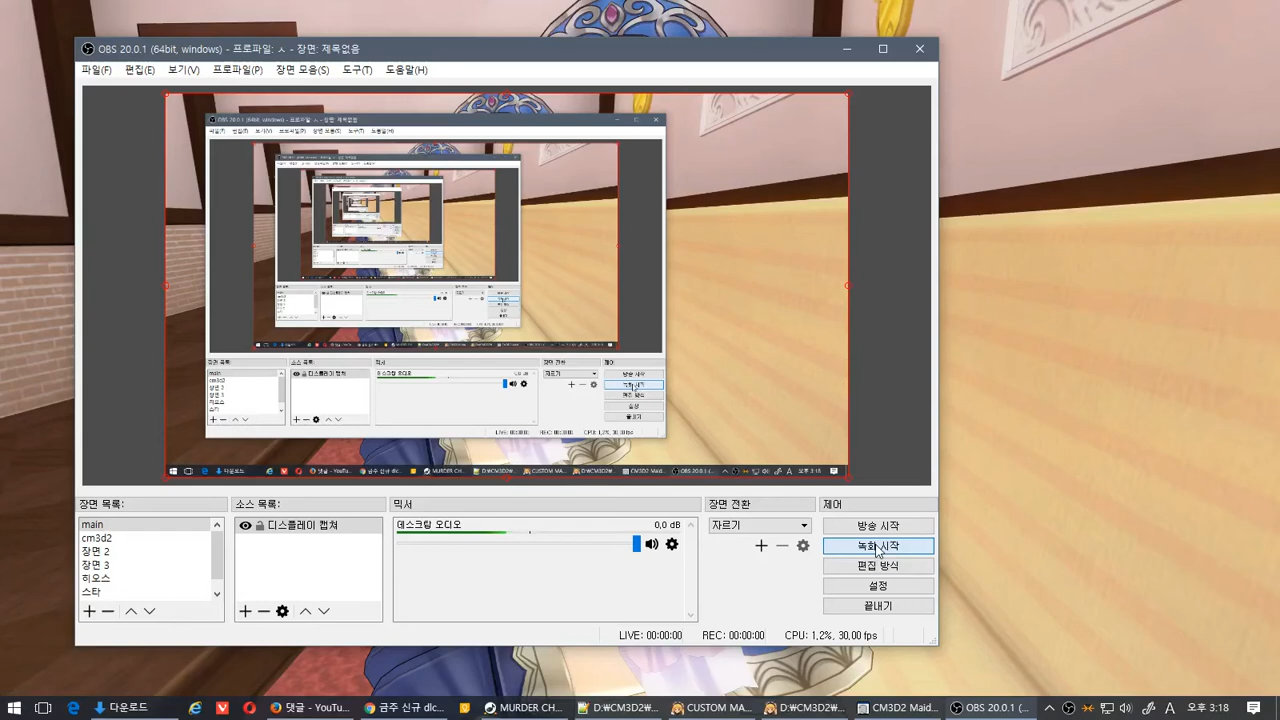 OBS 20.0.1 (64bit, windows) - 프로파일: ㅅ - 장면: 제목없음
파일(F) 편집(E) 보기(V) 프로파일(P) 장면 모음(S) 도구(T) 도움말(H)
장면 목록: 소스 목록: 믹서 장면 전환 제어
main
cm3d2
장면 2
장면 3
히오스
스타
디스플레이 캡쳐
데스크탑 오디오 0.0 dB
자르기
방송 시작
녹화 시작
편집 방식
설정
끝내기
LIVE: 00:00:00 REC: 00:00:00 CPU: 1.2%, 30.00 fps
다운로드 댓글 - YouTu... 금주 신규 dlc... MURDER CH... D:₩CM3D2₩... CUSTOM MA... D:₩CM3D2₩... CM3D2 Maid... OBS 20.0.1 (... A 오후 3:18